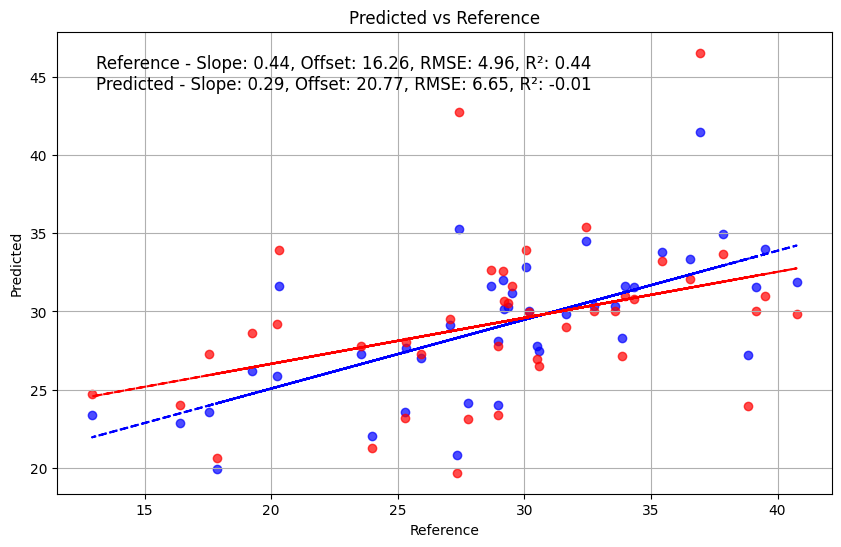 Predicted vs Reference
Reference - Slope: 0.44, Offset: 16.26, RMSE: 4.96, R²: 0.44
Predicted - Slope: 0.29, Offset: 20.77, RMSE: 6.65, R²: -0.01
Predicted
45
40
35
30
25
20
15 20 25 30 35 40
Reference